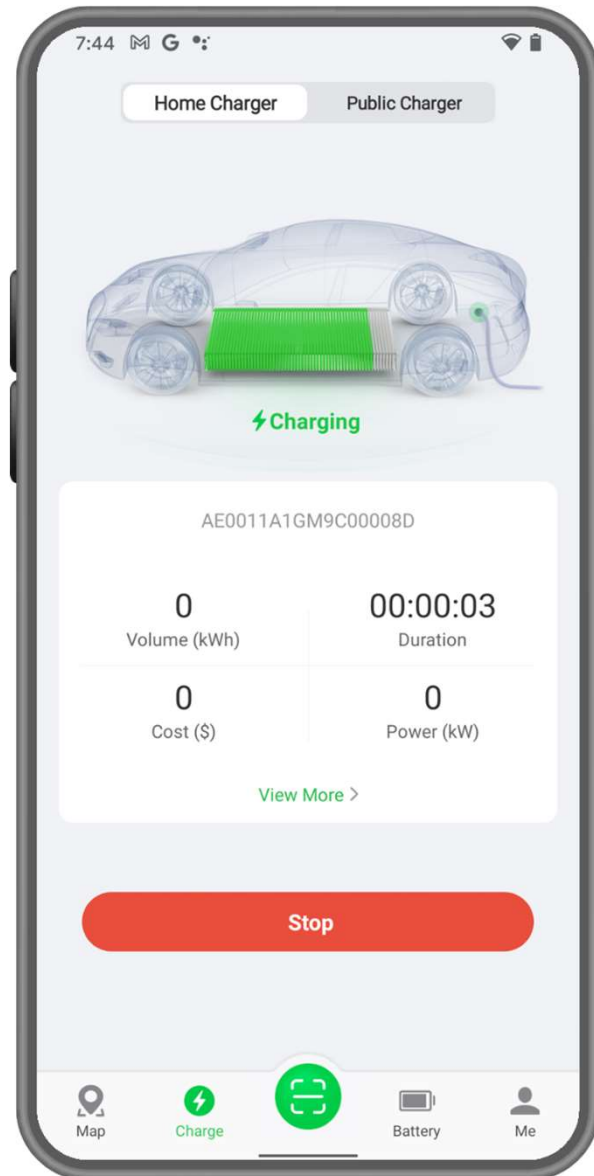 7:44 M G
Home Charger Public Charger
Charging
AE0011A1GM9C00008D
0 00:00:03
Volume (kWh) Duration
0 0
Cost ($) Power (kW)
View More >
Stop
Map Charge Battery Me